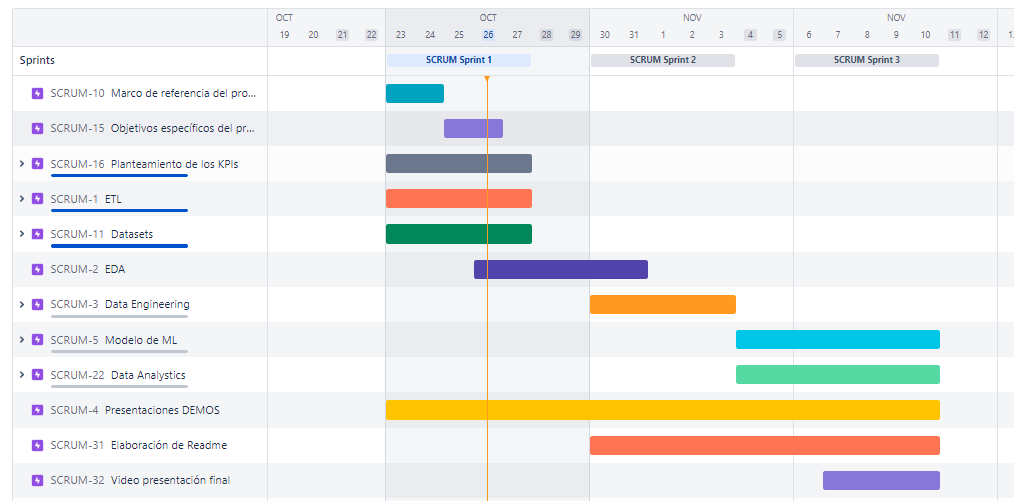 OCT OCT NOV NOV
19 20 21 22 23 24 25 26 27 28 29 30 31 1 2 3 4 5 6 7 8 9 10 11 12
Sprints SCRUM Sprint 1 SCRUM Sprint 2 SCRUM Sprint 3
SCRUM-10 Marco de referencia del pro...
SCRUM-15 Objetivos específicos del pr...
SCRUM-16 Planteamiento de los KPIs
SCRUM-1 ETL
SCRUM-11 Datasets
SCRUM-2 EDA
SCRUM-3 Data Engineering
SCRUM-5 Modelo de ML
SCRUM-22 Data Analystics
SCRUM-4 Presentaciones DEMOS
SCRUM-31 Elaboración de Readme
SCRUM-32 Video presentación final